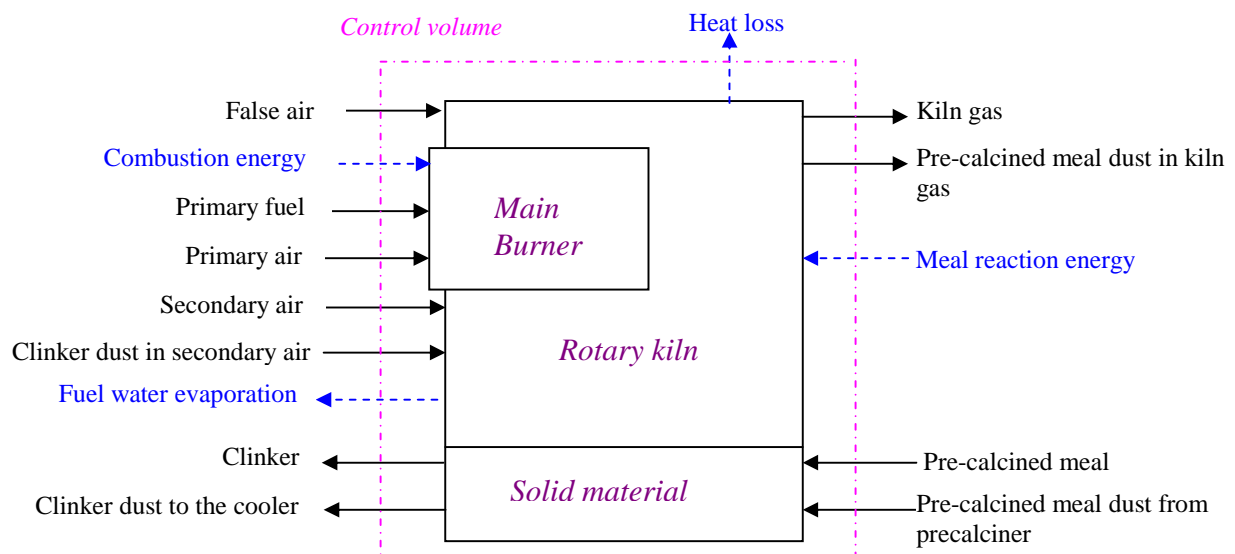 Control volume
Heat loss
False air
Combustion energy
Primary fuel
Primary air
Secondary air
Clinker dust in secondary air
Fuel water evaporation
Clinker
Clinker dust to the cooler
Main
Burner
Rotary kiln
Solid material
Kiln gas
Pre-calcined meal dust in kiln
gas
Meal reaction energy
Pre-calcined meal
Pre-calcined meal dust from
precalciner